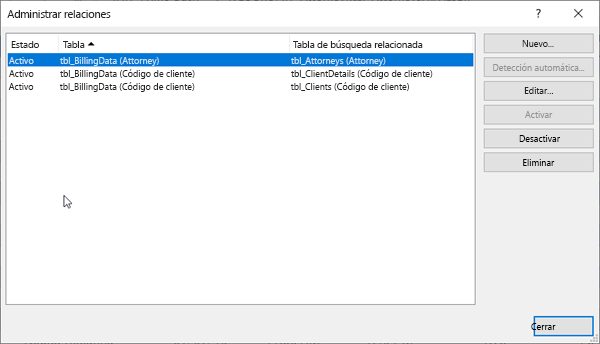 Administrar relaciones ? ×
Estado Tabla Tabla de búsqueda relacionada
Activo tbl_BillingData (Attorney) tbl_Attorneys (Attorney)
Activo tbl_BillingData (Código de cliente) tbl_ClientDetails (Código de cliente)
Activo tbl_BillingData (Código de cliente) tbl_Clients (Código de cliente)
Nuevo...
Detección automática...
Editar...
Activar
Desactivar
Eliminar
Cerrar